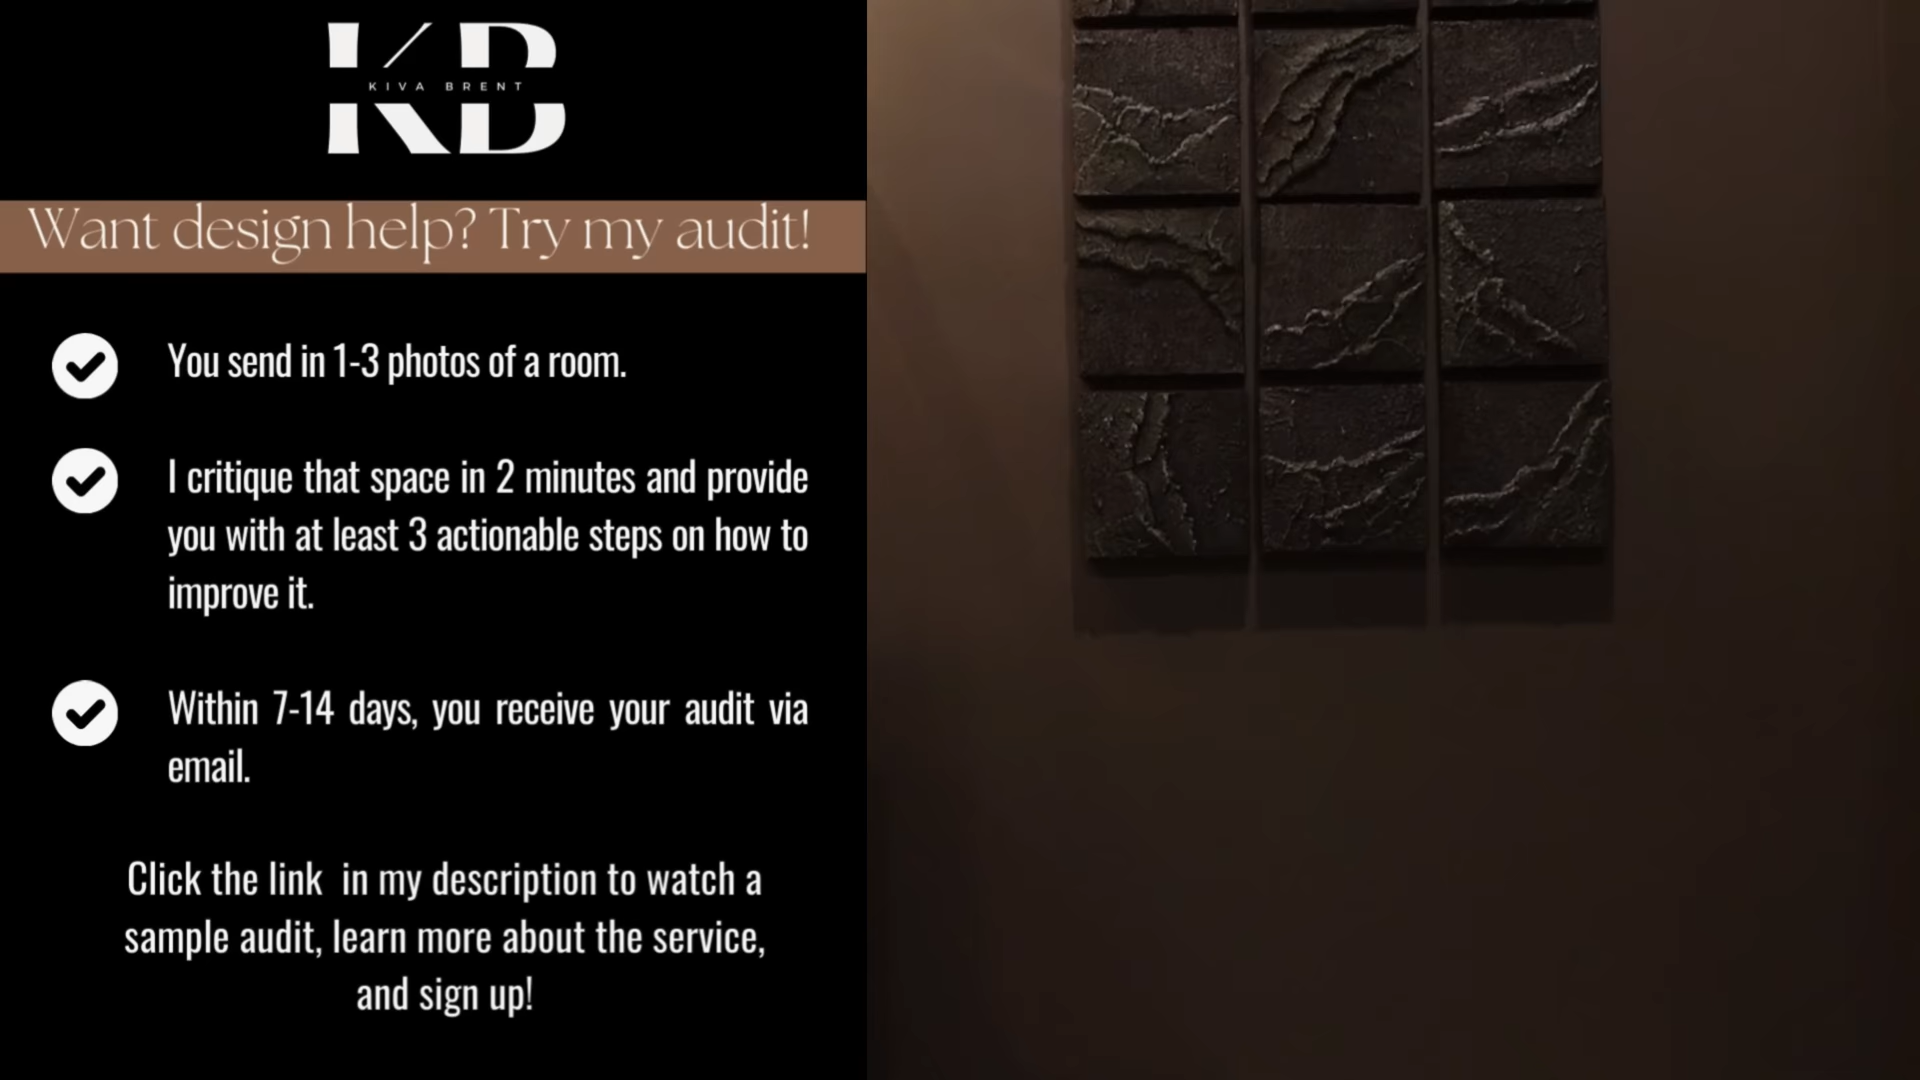 KB
KIVA BRENT
Want design help? Try my audit!
You send in 1-3 photos of a room.
I critique that space in 2 minutes and provide
you with at least 3 actionable steps on how to
improve it.
Within 7-14 days, you receive your audit via
email.
Click the link in my description to watch a
sample audit, learn more about the service,
and sign up!